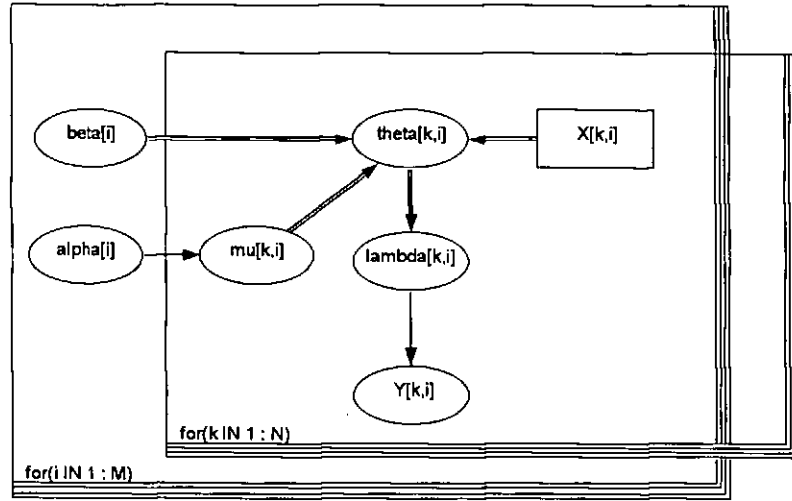 beta[i]
theta[k,i]
X[k,i]
alpha[i]
mu[k,i]
lambda[k,i]
Y[k,i]
for(k IN 1 : N)
for(i IN 1 : M)